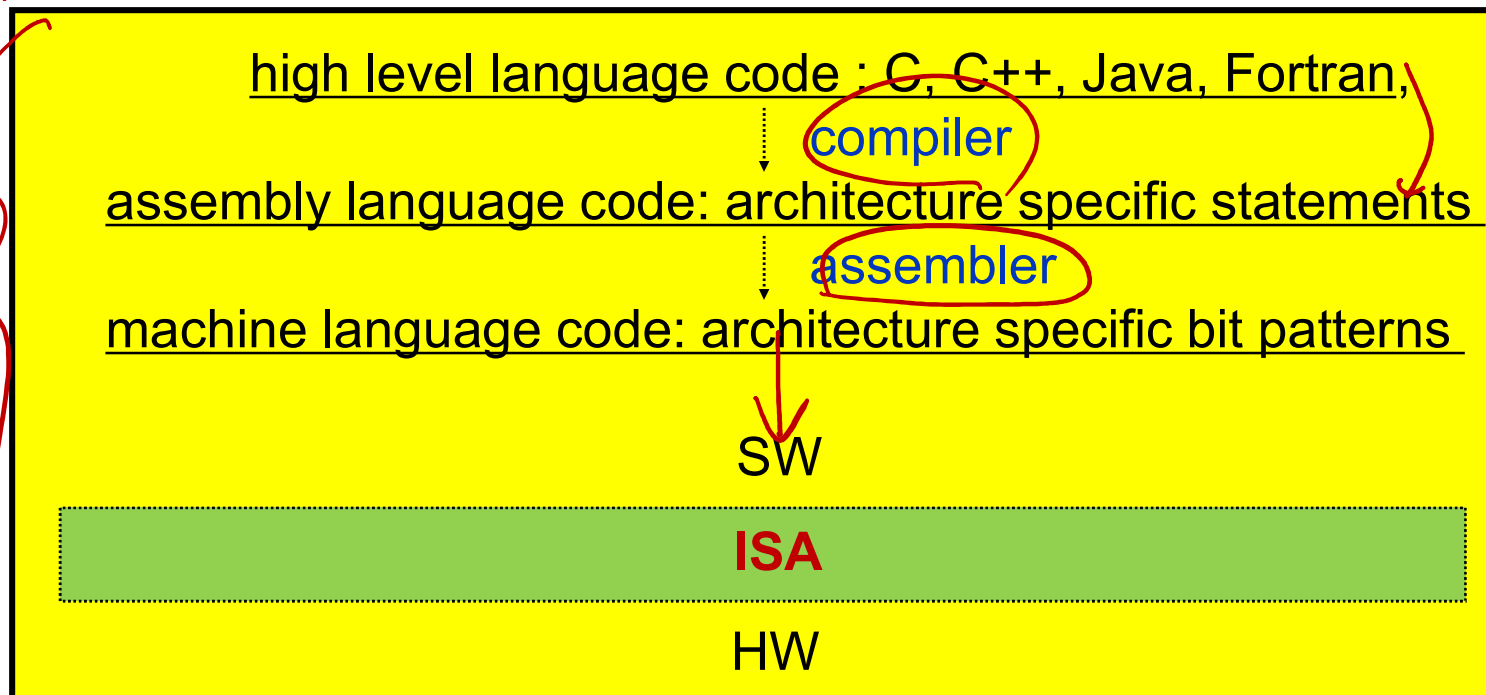 high level language code : C, C++, Java, Fortran,
compiler
assembly language code: architecture specific statements
assembler
machine language code: architecture specific bit patterns
SW
ISA
HW